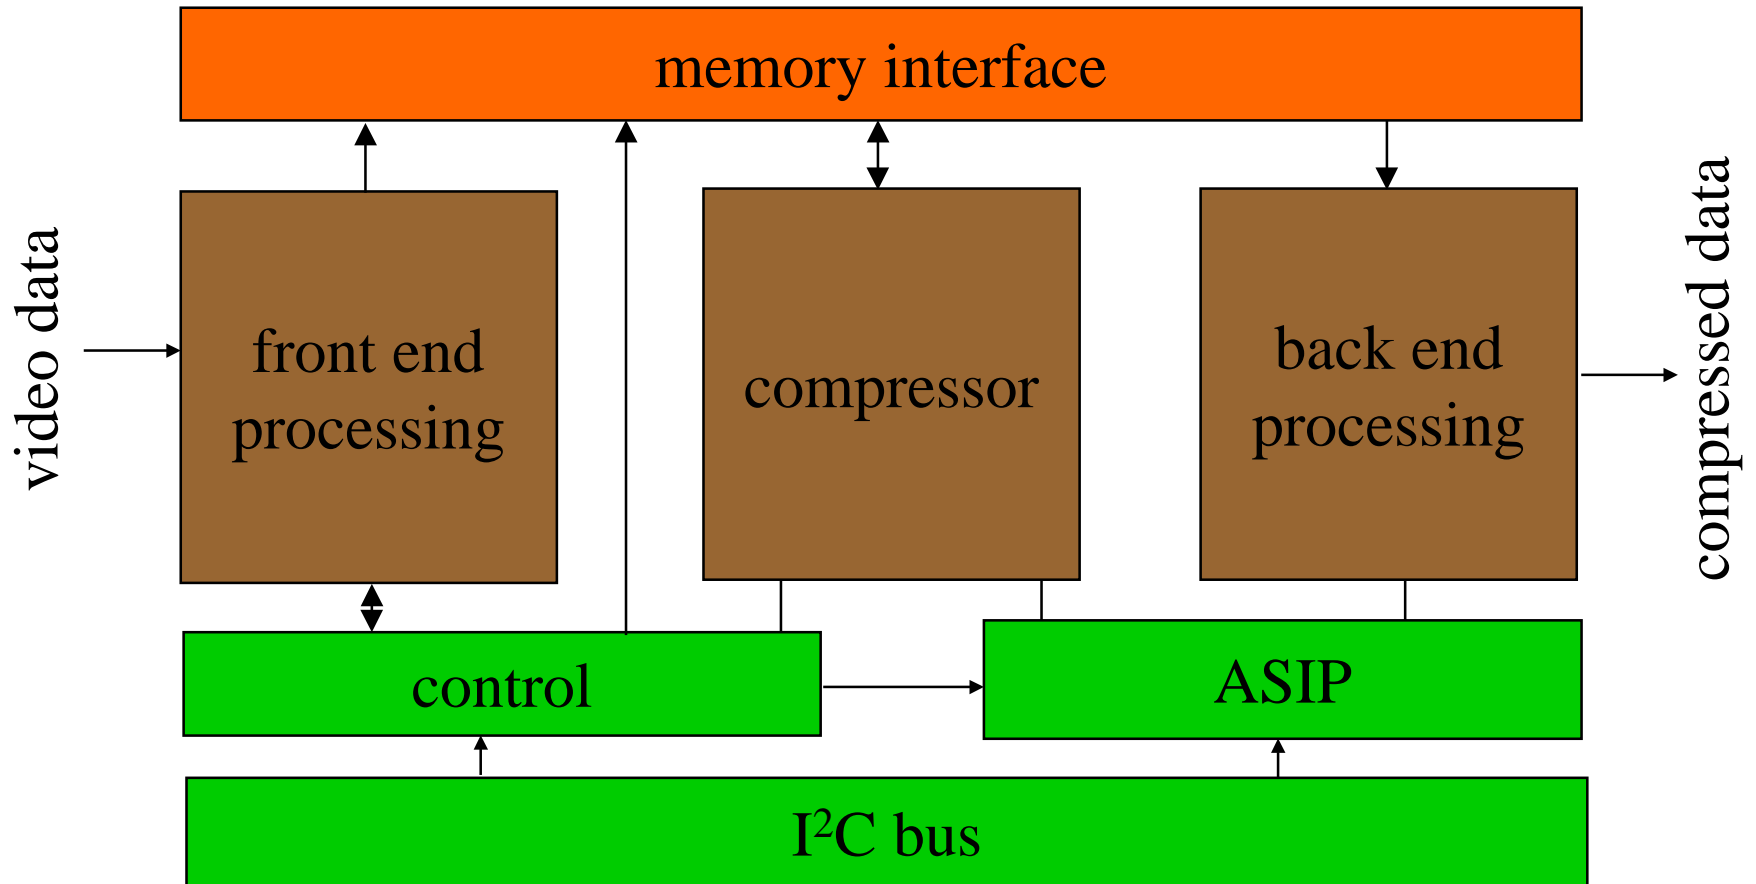 memory interface
video data
front end
processing
compressor
back end
processing
compressed data
control
ASIP
I²C bus